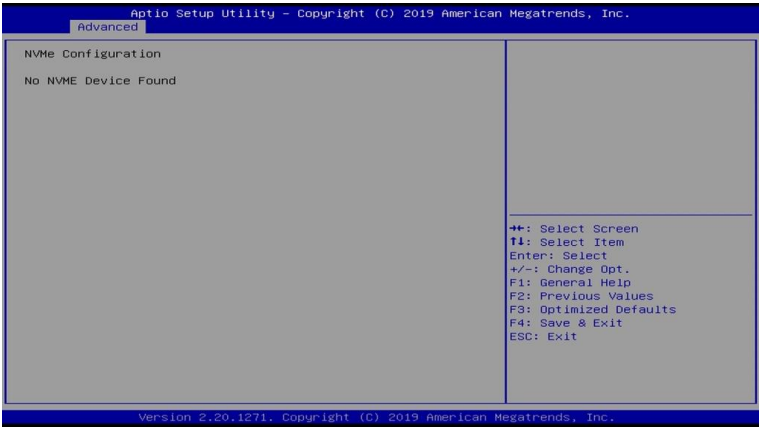 Aptio Setup Utility – Copyright (C) 2019 American Megatrends, Inc.
Advanced
NVMe Configuration
No NVME Device Found
→←: Select Screen
↑↓: Select Item
Enter: Select
+/-: Change Opt.
F1: General Help
F2: Previous Values
F3: Optimized Defaults
F4: Save & Exit
ESC: Exit
Version 2.20.1271. Copyright (C) 2019 American Megatrends, Inc.